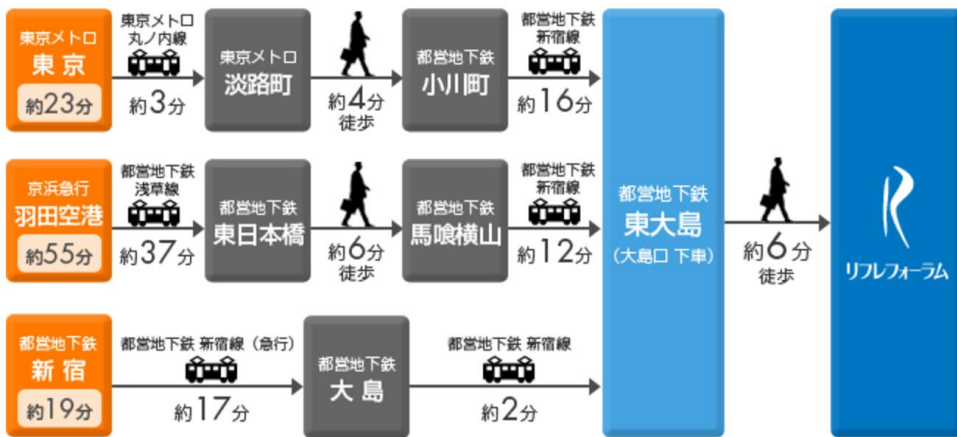 東京メトロ
東京
約23分
東京メトロ
丸ノ内線
約3分
東京メトロ
淡路町
約4分
徒歩
都営地下鉄
小川町
都営地下鉄
新宿線
約16分
京浜急行
羽田空港
約55分
都営地下鉄
浅草線
約37分
都営地下鉄
東日本橋
約6分
徒歩
都営地下鉄
馬喰横山
都営地下鉄
新宿線
約12分
都営地下鉄
新宿
約19分
都営地下鉄 新宿線（急行）
約17分
都営地下鉄
大島
都営地下鉄 新宿線
約2分
都営地下鉄
東大島
（大島口 下車）
約6分
徒歩
リフレフォーラム